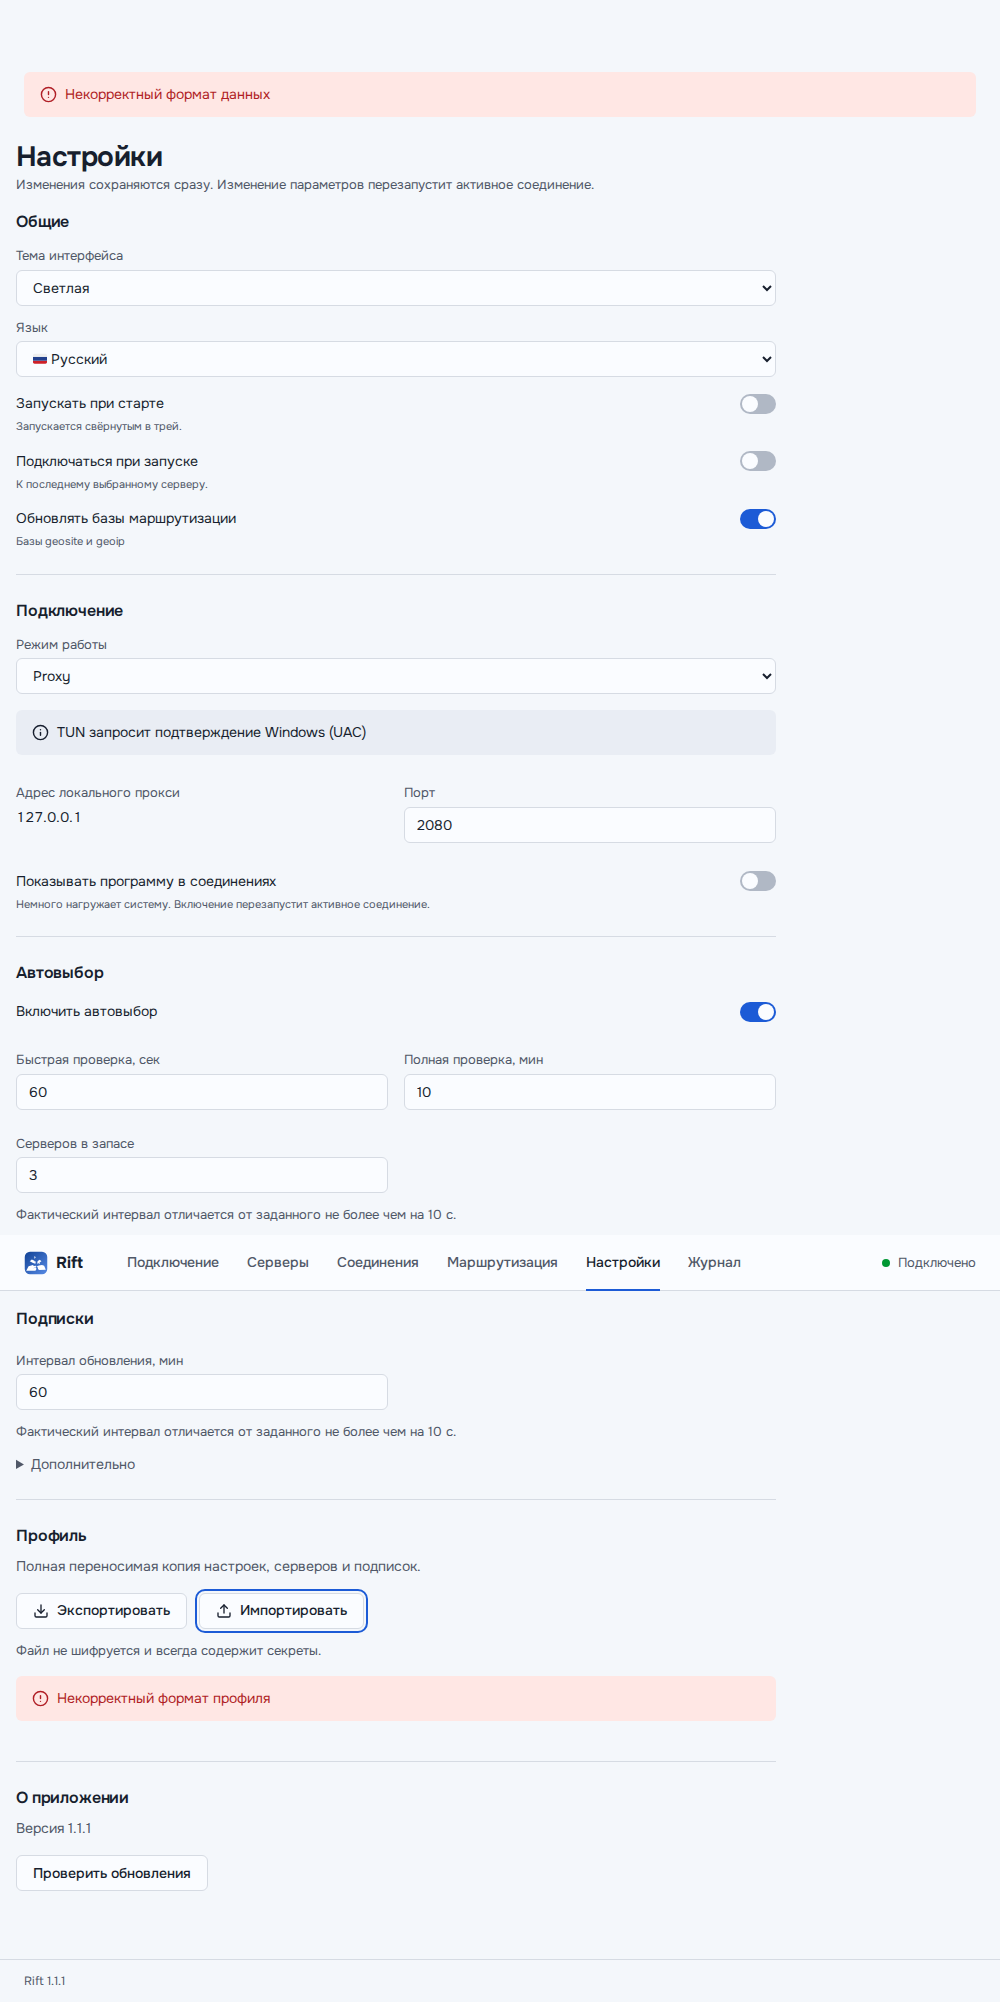 Некорректный формат данных
Настройки
Изменения сохраняются сразу. Изменение параметров перезапустит активное соединение.
Общие
Тема интерфейса
Светлая
Язык
Русский
Запускать при старте
Запускается свёрнутым в трей.
Подключаться при запуске
К последнему выбранному серверу.
Обновлять базы маршрутизации
Базы geosite и geoip
Подключение
Режим работы
Proxy
TUN запросит подтверждение Windows (UAC)
Адрес локального прокси
Порт
127.0.0.1
2080
Показывать программу в соединениях
Немного нагружает систему. Включение перезапустит активное соединение.
Автовыбор
Включить автовыбор
Быстрая проверка, сек
Полная проверка, мин
60
10
Серверов в запасе
3
Фактический интервал отличается от заданного не более чем на 10 с.
Rift Подключение Серверы Соединения Маршрутизация Настройки Журнал Подключено
Подписки
Интервал обновления, мин
60
Фактический интервал отличается от заданного не более чем на 10 с.
Дополнительно
Профиль
Полная переносимая копия настроек, серверов и подписок.
Экспортировать Импортировать
Файл не шифруется и всегда содержит секреты.
Некорректный формат профиля
О приложении
Версия 1.1.1
Проверить обновления
Rift 1.1.1